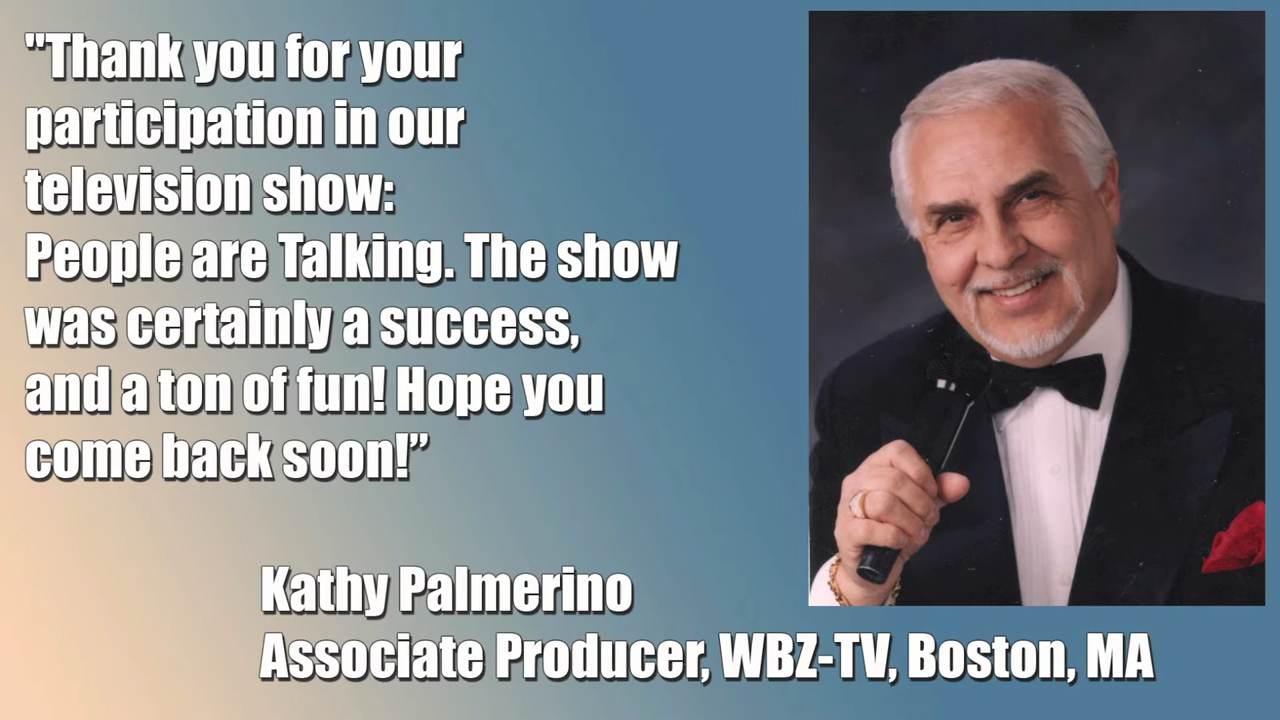 "Thank you for your
participation in our
television show:
People are Talking. The show
was certainly a success,
and a ton of fun! Hope you
come back soon!”
Kathy Palmerino
Associate Producer, WBZ-TV, Boston, MA